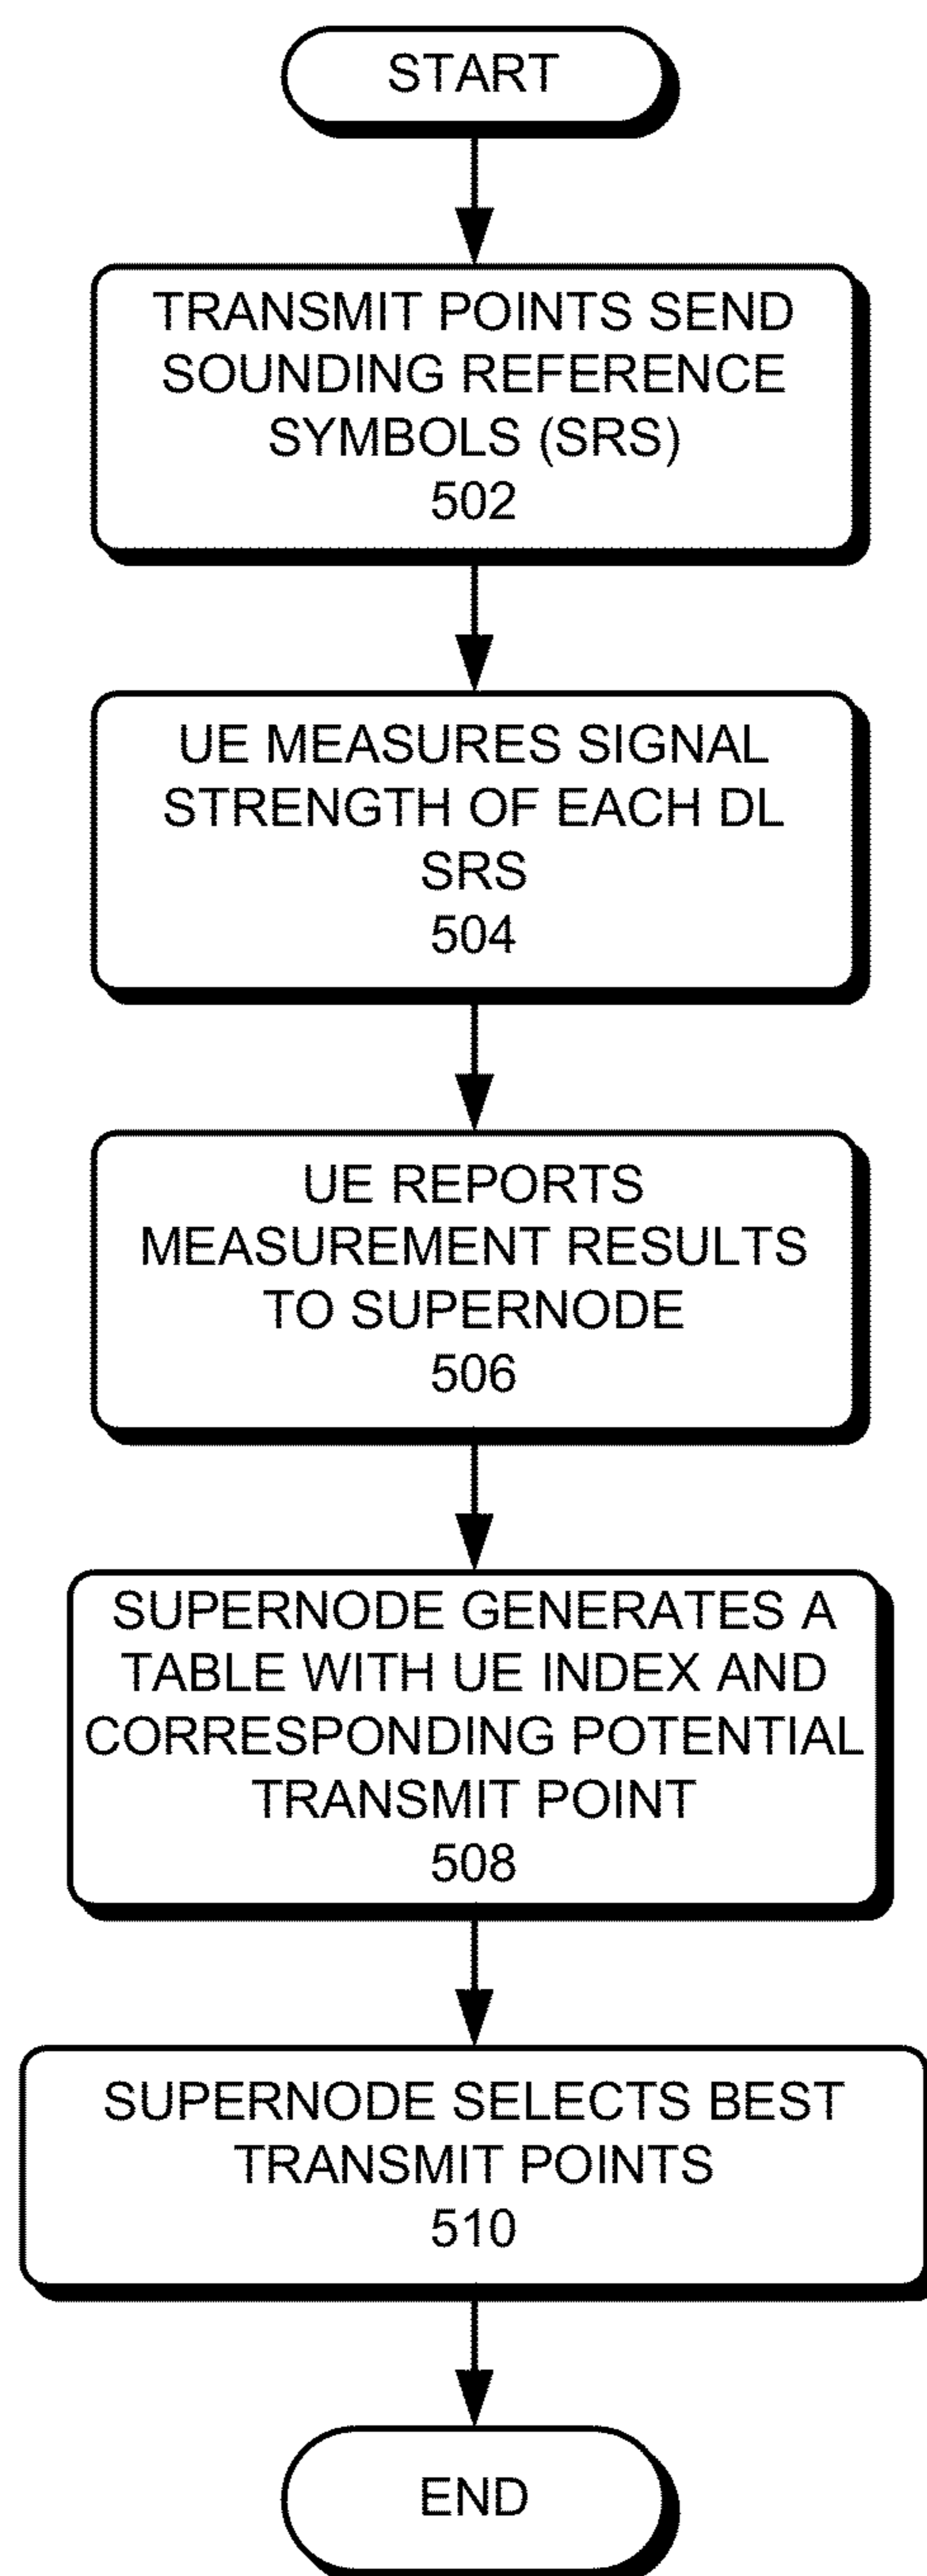 START
TRANSMIT POINTS SEND
SOUNDING REFERENCE
SYMBOLS (SRS)
502
UE MEASURES SIGNAL
STRENGTH OF EACH DL
SRS
504
UE REPORTS
MEASUREMENT RESULTS
TO SUPERNODE
506
SUPERNODE GENERATES A
TABLE WITH UE INDEX AND
CORRESPONDING POTENTIAL
TRANSMIT POINT
508
SUPERNODE SELECTS BEST
TRANSMIT POINTS
510
END